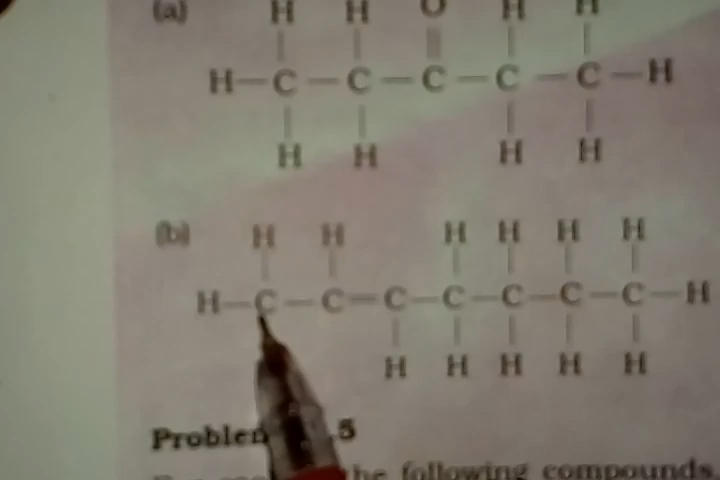 (a) H H O H H
H—C—C—C—C—C—H
H H H H
(b) H H H H H H
H—C—C=C—C—C—C—C—H
H H H H H
Problem .5
the following compounds,